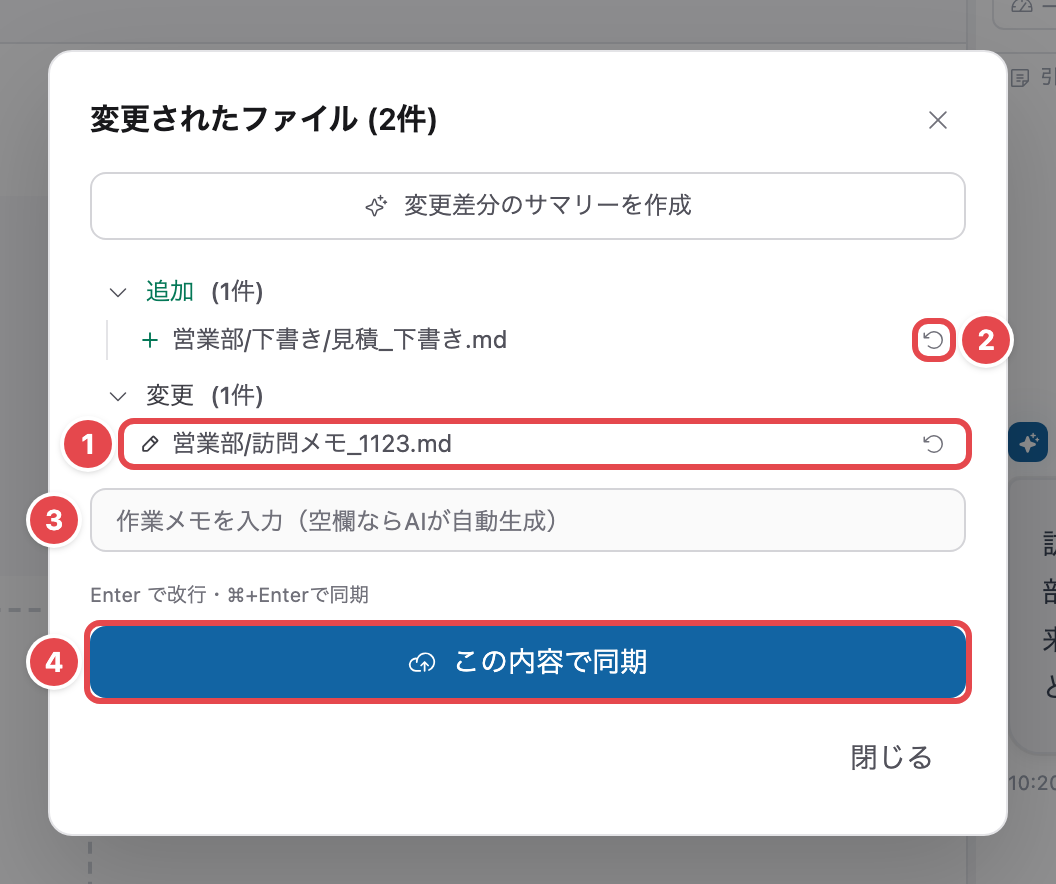 変更されたファイル (2件)
変更差分のサマリーを作成
追加 (1件)
+ 営業部/下書き/見積_下書き.md
2
変更 (1件)
1
営業部/訪問メモ_1123.md
3
作業メモを入力（空欄ならAIが自動生成）
Enter で改行・⌘+Enterで同期
4
この内容で同期
閉じる
引
部
来
と
10:20